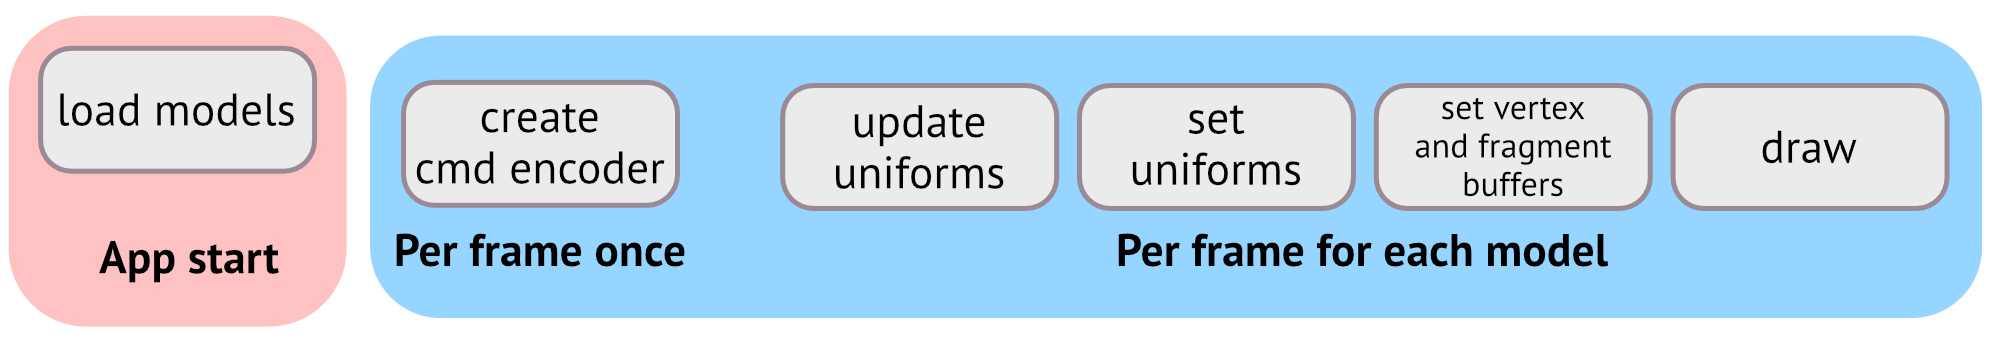 load models
App start
create
cmd encoder
Per frame once
update
uniforms
set
uniforms
set vertex
and fragment
buffers
draw
Per frame for each model